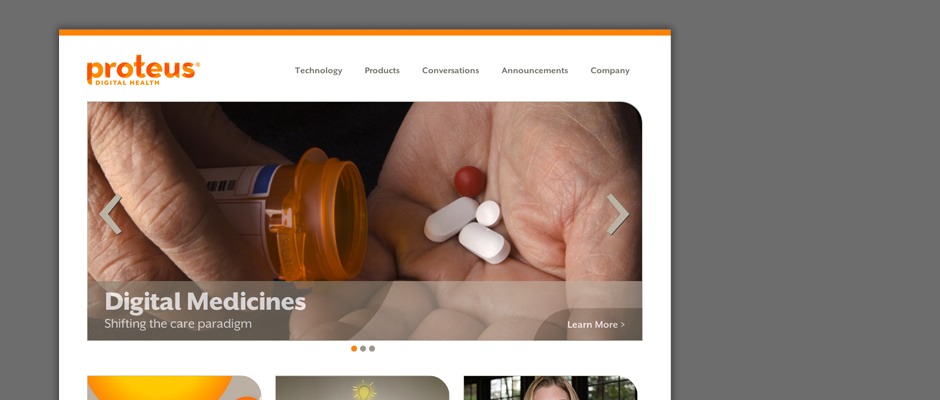 proteus®
DIGITAL HEALTH
Technology Products Conversations Announcements Company
Digital Medicines
Shifting the care paradigm
Learn More >